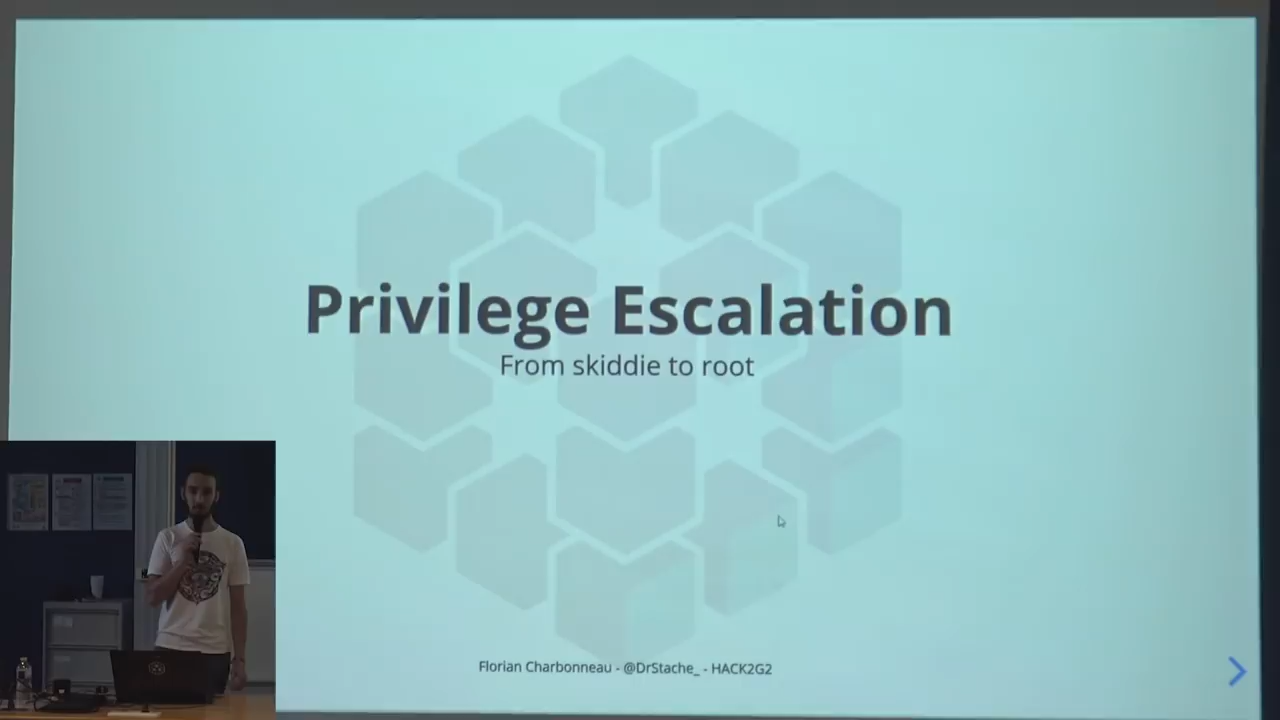 Privilege Escalation
From skiddie to root
Florian Charbonneau - @DrStache_ - HACK2G2